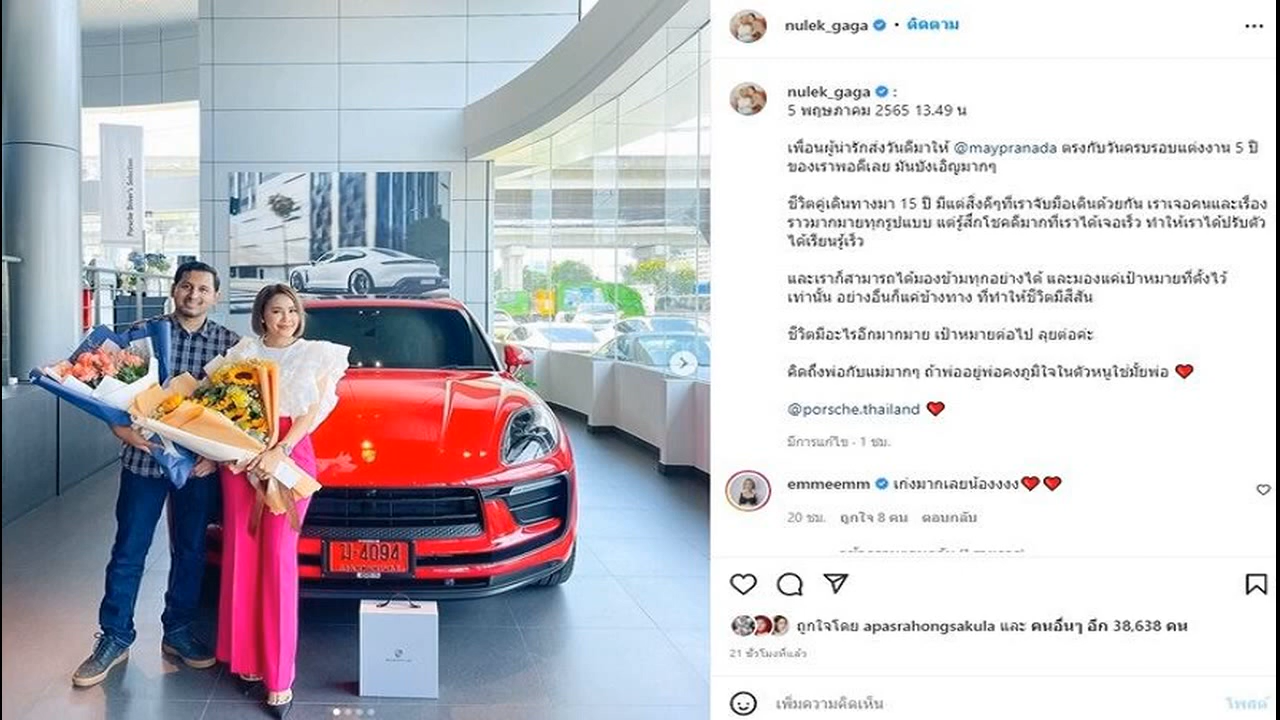 nulek_gaga • ติดตาม
nulek_gaga :
5 พฤษภาคม 2565 13.49 น
เพื่อนผู้น่ารักส่งวันดีมาให้ @maypranada ตรงกับวันครบรอบแต่งงาน 5 ปี
ของเราพอดีเลย มันบังเอิญมากๆ
ชีวิตคู่เดินทางมา 15 ปี มีแต่สิ่งดีๆที่เราจับมือเดินด้วยกัน เราเจอคนและเรื่อง
ราวมากมายทุกรูปแบบ แต่รู้สึกโชคดีมากที่เราได้เจอเร็ว ทำให้เราได้ปรับตัว
ได้เรียนรู้เร็ว
และเราก็สามารถได้มองข้ามทุกอย่างได้ และมองแค่เป้าหมายที่ตั้งไว้
เท่านั้น อย่างอื่นก็แค่ข้างทาง ที่ทำให้ชีวิตมีสีสัน
ชีวิตมีอะไรอีกมากมาย เป้าหมายต่อไป ลุยต่อค่ะ
คิดถึงพ่อกับแม่มากๆ ถ้าพ่ออยู่พ่อคงภูมิใจในตัวหนูใช่มั้ยพ่อ ❤️
@porsche.thailand ❤️
มีการแก้ไข · 1 ชม.
emmeemm เก่งมากเลยน้องงงง❤️❤️
20 ชม. ถูกใจ 8 คน ตอบกลับ
ถูกใจโดย apasrahongsakula และ คนอื่นๆ อีก 38,638 คน
21 ชั่วโมงที่แล้ว
เพิ่มความคิดเห็น
โพสต์
Porsche Driver's Selection
ม-4094